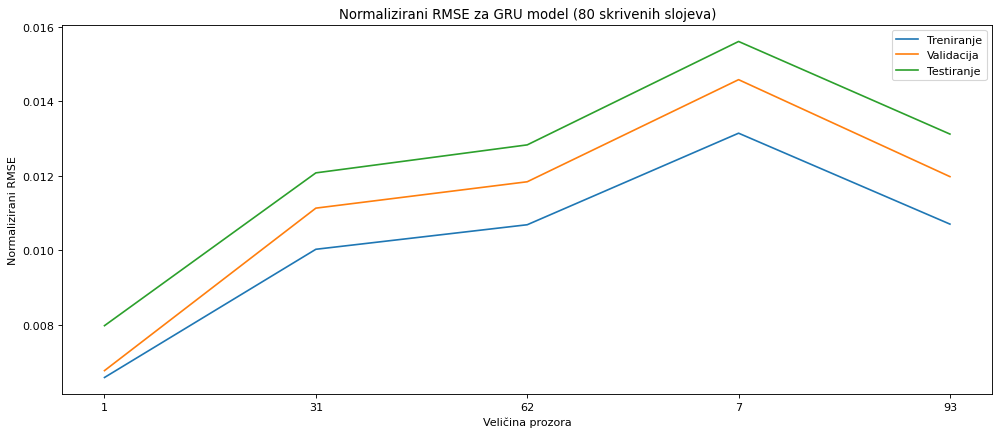 Normalizirani RMSE za GRU model (80 skrivenih slojeva)
Treniranje
Validacija
Testiranje
Normalizirani RMSE
0.016
0.014
0.012
0.010
0.008
1
31
62
7
93
Veličina prozora